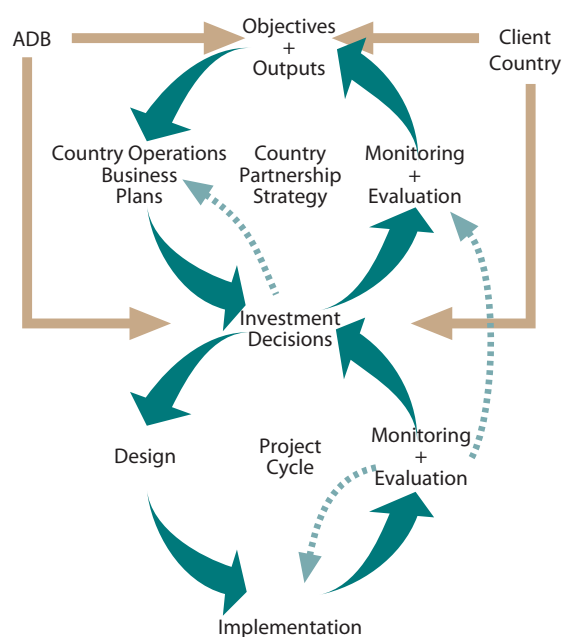 ADB
Objectives
+
Outputs
Client
Country
Country Operations
Business
Plans
Country
Partnership
Strategy
Monitoring
+
Evaluation
Investment
Decisions
Design
Project
Cycle
Monitoring
+
Evaluation
Implementation